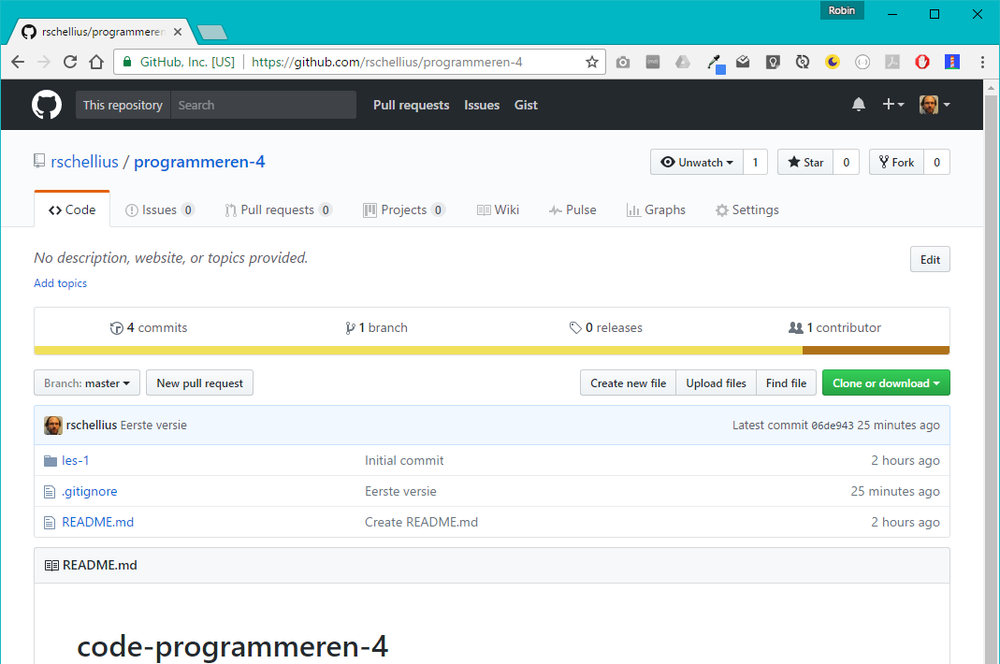 Robin
rschellius/programmeren
GitHub, Inc. [US] https://github.com/rschellius/programmeren-4
This repository Search Pull requests Issues Gist
rschellius / programmeren-4 Unwatch 1 Star 0 Fork 0
Code Issues 0 Pull requests 0 Projects 0 Wiki Pulse Graphs Settings
No description, website, or topics provided. Edit
Add topics
4 commits 1 branch 0 releases 1 contributor
Branch: master New pull request Create new file Upload files Find file Clone or download
rschellius Eerste versie Latest commit 06de943 25 minutes ago
les-1 Initial commit 2 hours ago
.gitignore Eerste versie 25 minutes ago
README.md Create README.md 2 hours ago
README.md
code-programmeren-4